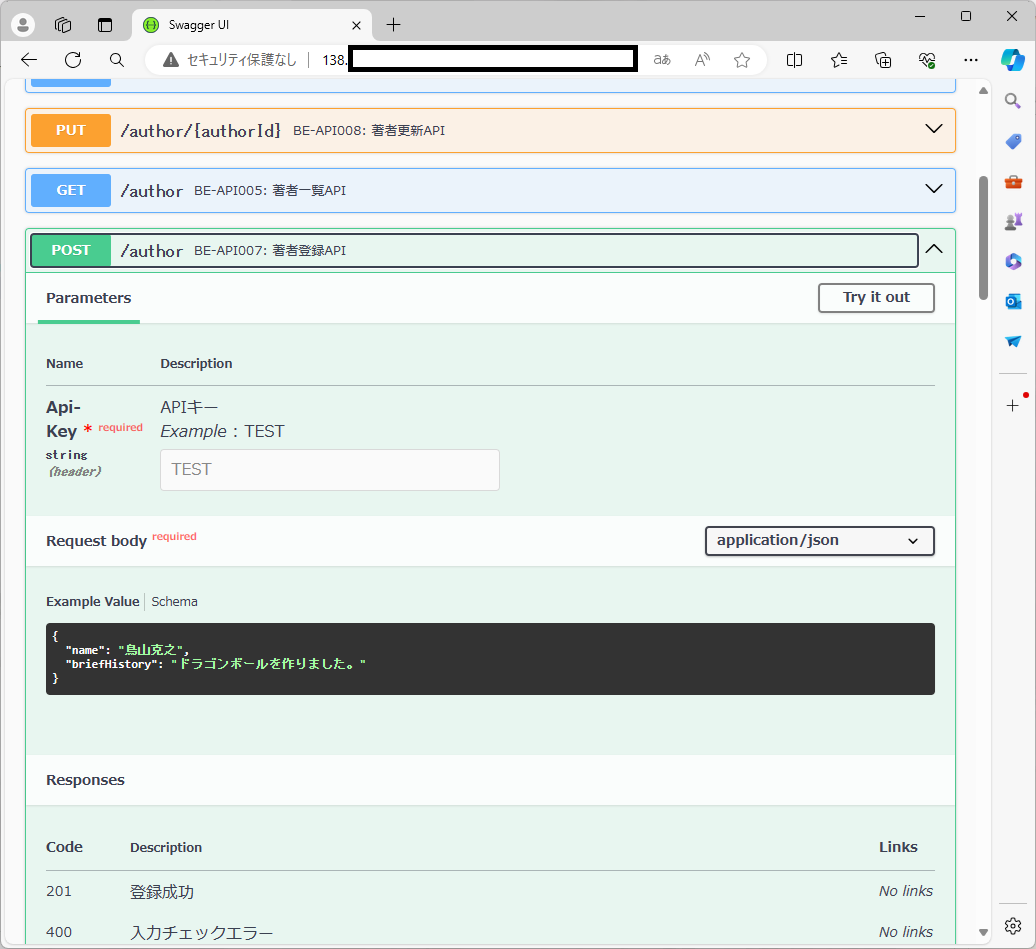 Swagger UI
セキュリティ保護なし 138.
PUT /author/{authorId} BE-API008: 著者更新API
GET /author BE-API005: 著者一覧API
POST /author BE-API007: 著者登録API
Parameters
Try it out
Name Description
Api-Key * required
string
(header)
APIキー
Example : TEST
TEST
Request body required
application/json
Example Value Schema
{
"name": "鳥山克之",
"briefHistory": "ドラゴンボールを作りました。"
}
Responses
Code Description Links
201 登録成功 No links
400 入力チェックエラー No links